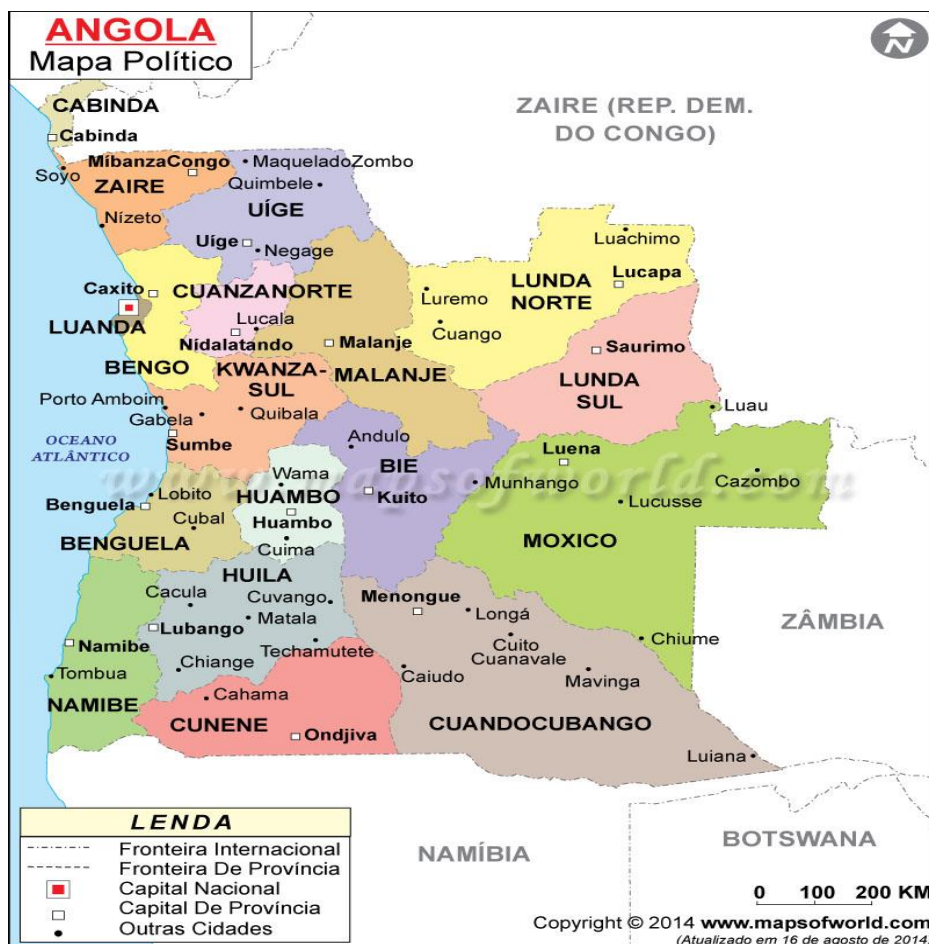 ANGOLA
Mapa Político
N
CABINDA
Cabinda
ZAIRE (REP. DEM.
DO CONGO)
Soyo
MíbanzaCongo
ZAIRE
MaqueladoZombo
Quimbele
UÍGE
Nízeto
Uíge
Negage
Luachimo
Caxito
CUANZANORTE
Luremo
LUNDA
NORTE
Lucapa
LUANDA
Lucala
Nídalatando
Cuango
Malanje
Saurimo
BENGO
KWANZA-
SUL
MALANJE
LUNDA
SUL
Porto Amboim
Gabela
Quibala
Luau
Sumbe
OCEANO
ATLÂNTICO
Andulo
BIE
Luena
www.mapsofworld.com
Wama
Munhango
Cazombo
Lobito
HUAMBO
Kuito
Lucusse
Benguela
Cubal
Huambo
BENGUELA
Cuima
MOXICO
HUILA
Cacula
Cuvango
Menongue
Longá
Matala
Lubango
ZÂMBIA
Namibe
Techamutete
Cuito
Cuanavale
Chiume
Tombua
Chiange
Caiudo
Mavinga
NAMIBE
Cahama
CUNENE
Ondjiva
CUANDOCUBANGO
Luiana
LENDA
Fronteira Internacional
Fronteira De Província
Capital Nacional
Capital De Província
Outras Cidades
NAMÍBIA
BOTSWANA
0 100 200 KM
Copyright © 2014 www.mapsofworld.com
(Atualizado em 16 de agosto de 2014)